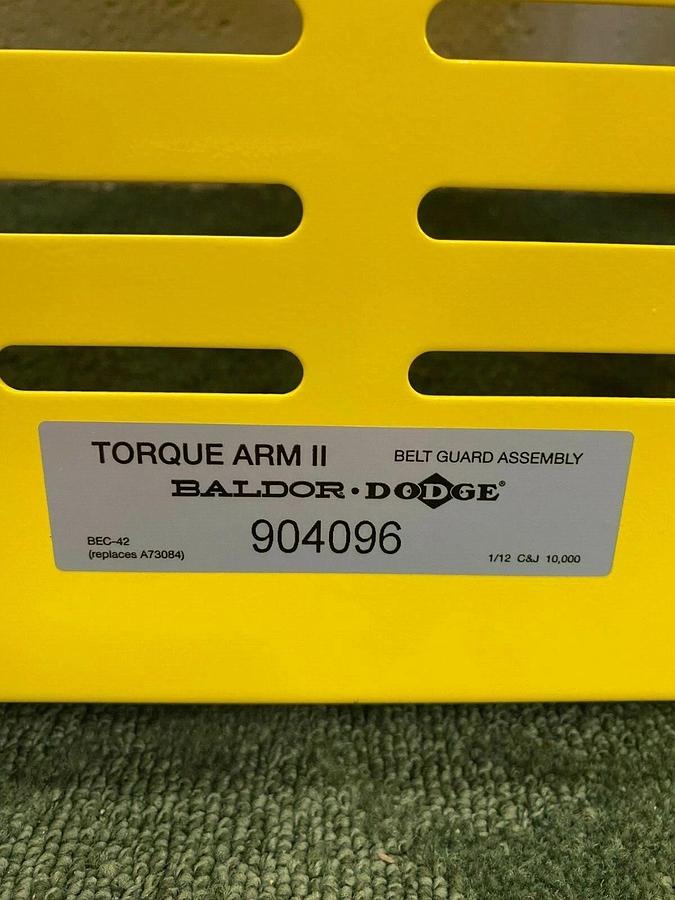 TORQUE ARM II BELT GUARD ASSEMBLY
BALDOR · DODGE®
904096
BEC-42
(replaces A73084)
1/12 C&J 10,000